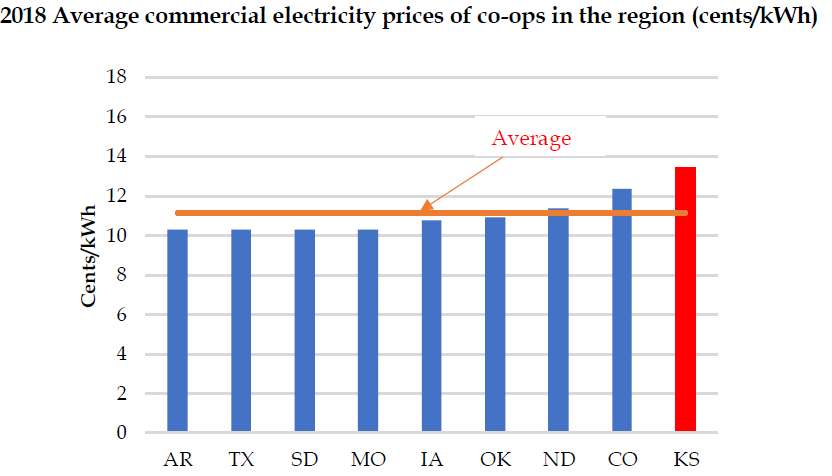 2018 Average commercial electricity prices of co-ops in the region (cents/kWh)
18
16
Average
14
12
10
8
6
4
2
0
Cents/kWh
AR TX SD MO IA OK ND CO KS